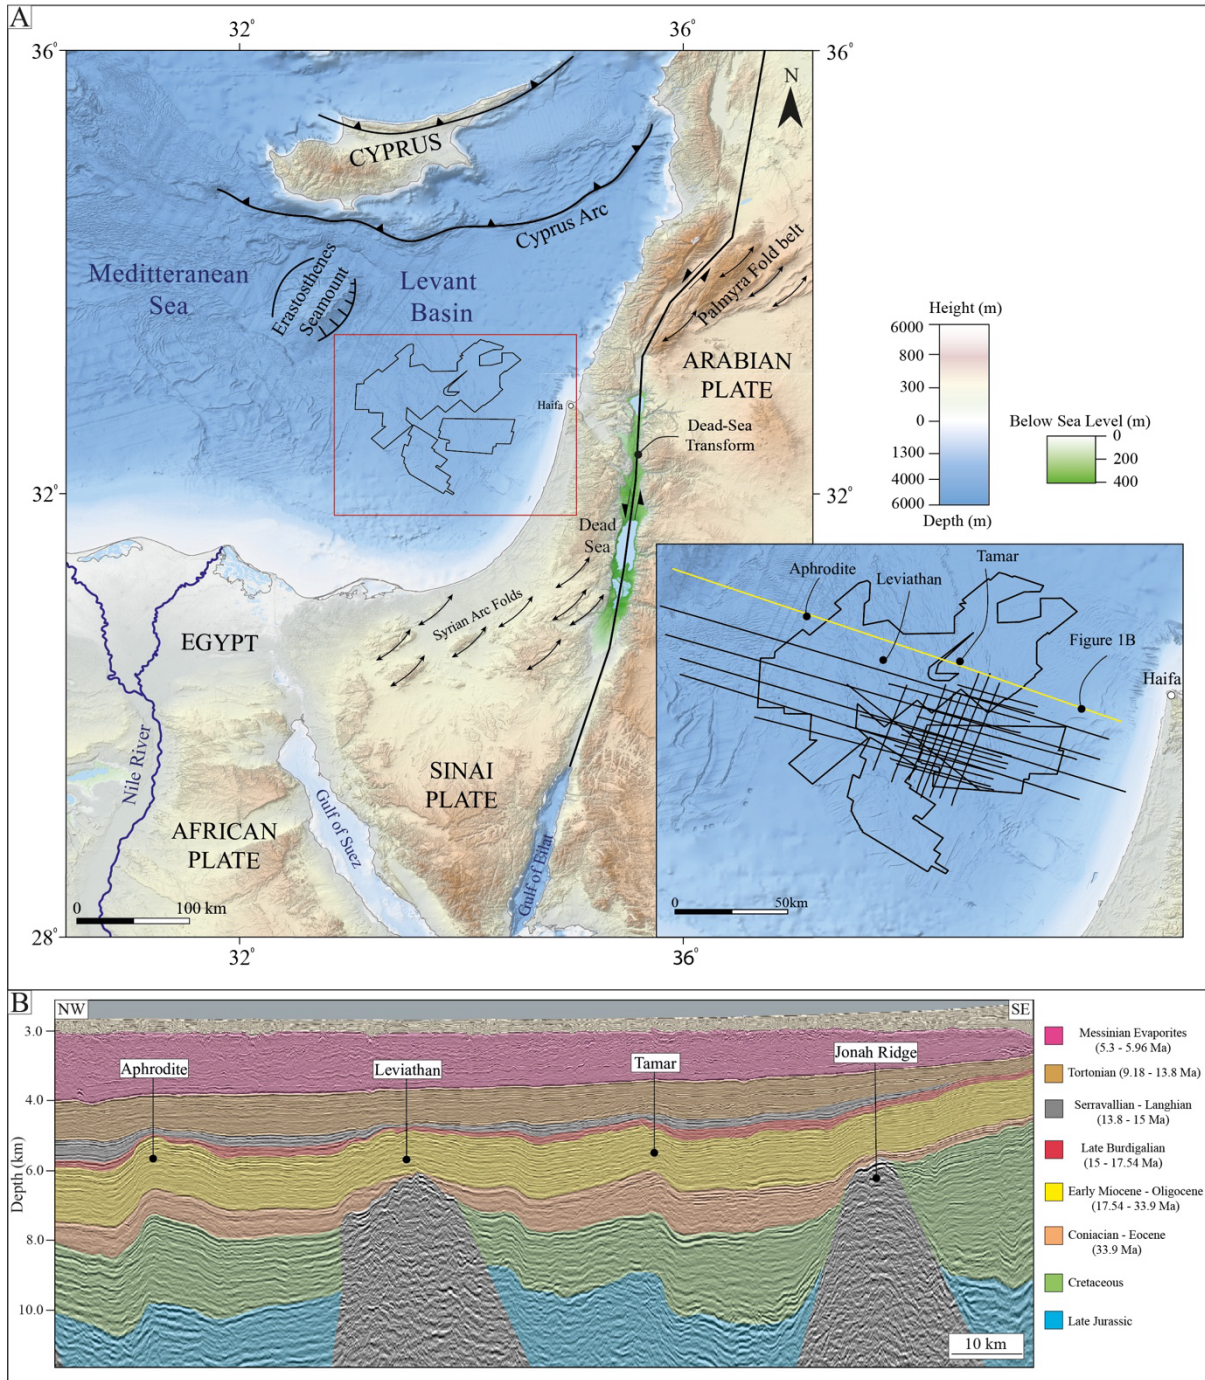 A
32°
36°
36°
36°
N
CYPRUS
Cyprus Arc
Meditteranean
Sea
Erastosthenes
Seamount
Levant
Basin
Palmyra Fold belt
ARABIAN
PLATE
Haifa
Dead-Sea
Transform
32°
32°
Dead
Sea
Syrian Arc Folds
EGYPT
Nile River
SINAI
PLATE
AFRICAN
PLATE
Gulf of Suez
Gulf of Eilat
0 100 km
28°
32°
36°
Height (m)
6000
800
300
0
1300
4000
6000
Depth (m)
Below Sea Level (m)
0
200
400
Aphrodite
Leviathan
Tamar
Figure 1B
Haifa
0 50km
B
NW
SE
Depth (km)
3.0
4.0
6.0
8.0
10.0
Aphrodite
Leviathan
Tamar
Jonah Ridge
10 km
Messinian Evaporites
(5.3 - 5.96 Ma)
Tortonian (9.18 - 13.8 Ma)
Serravallian - Langhian
(13.8 - 15 Ma)
Late Burdigalian
(15 - 17.54 Ma)
Early Miocene - Oligocene
(17.54 - 33.9 Ma)
Coniacian - Eocene
(33.9 Ma)
Cretaceous
Late Jurassic